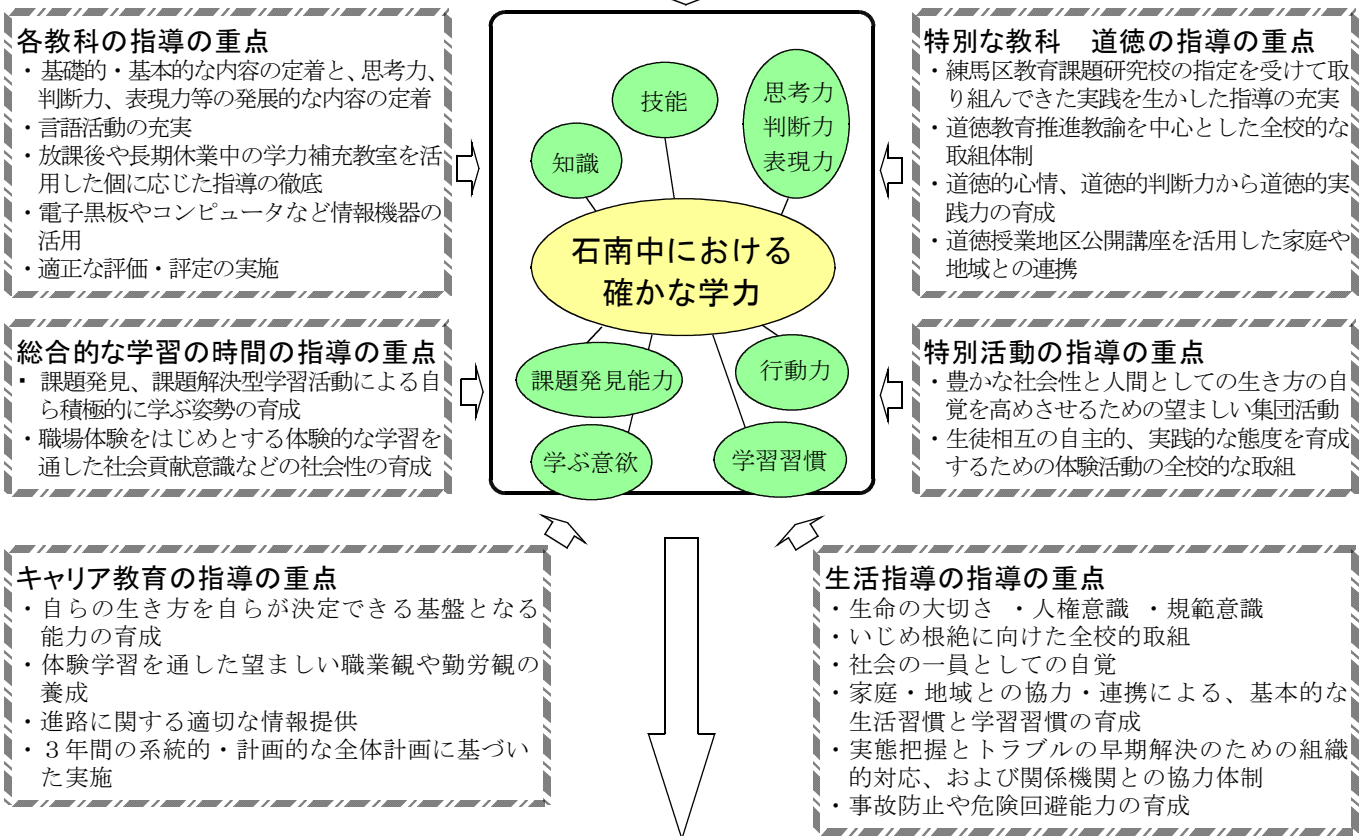 各教科の指導の重点
・基礎的・基本的な内容の定着と、思考力、
判断力、表現力等の発展的な内容の定着
・言語活動の充実
・放課後や長期休業中の学力補充教室を活
用した個に応じた指導の徹底
・電子黒板やコンピュータなど情報機器の
活用
・適正な評価・評定の実施
総合的な学習の時間の指導の重点
・課題発見、課題解決型学習活動による自
ら積極的に学ぶ姿勢の育成
・職場体験をはじめとする体験的な学習を
通した社会貢献意識などの社会性の育成
技能
思考力
判断力
表現力
知識
石南中における
確かな学力
課題発見能力
行動力
学ぶ意欲
学習習慣
特別な教科　道徳の指導の重点
・練馬区教育課題研究校の指定を受けて取
り組んできた実践を生かした指導の充実
・道徳教育推進教諭を中心とした全校的な
取組体制
・道徳的心情、道徳的判断力から道徳的実
践力の育成
・道徳授業地区公開講座を活用した家庭や
地域との連携
特別活動の指導の重点
・豊かな社会性と人間としての生き方の自
覚を高めさせるための望ましい集団活動
・生徒相互の自主的、実践的な態度を育成
するための体験活動の全校的な取組
キャリア教育の指導の重点
・自らの生き方を自らが決定できる基盤となる
能力の育成
・体験学習を通した望ましい職業観や勤労観の
養成
・進路に関する適切な情報提供
・３年間の系統的・計画的な全体計画に基づい
た実施
生活指導の指導の重点
・生命の大切さ ・人権意識 ・規範意識
・いじめ根絶に向けた全校的取組
・社会の一員としての自覚
・家庭・地域との協力・連携による、基本的な
生活習慣と学習習慣の育成
・実態把握とトラブルの早期解決のための組織
的対応、および関係機関との協力体制
・事故防止や危険回避能力の育成